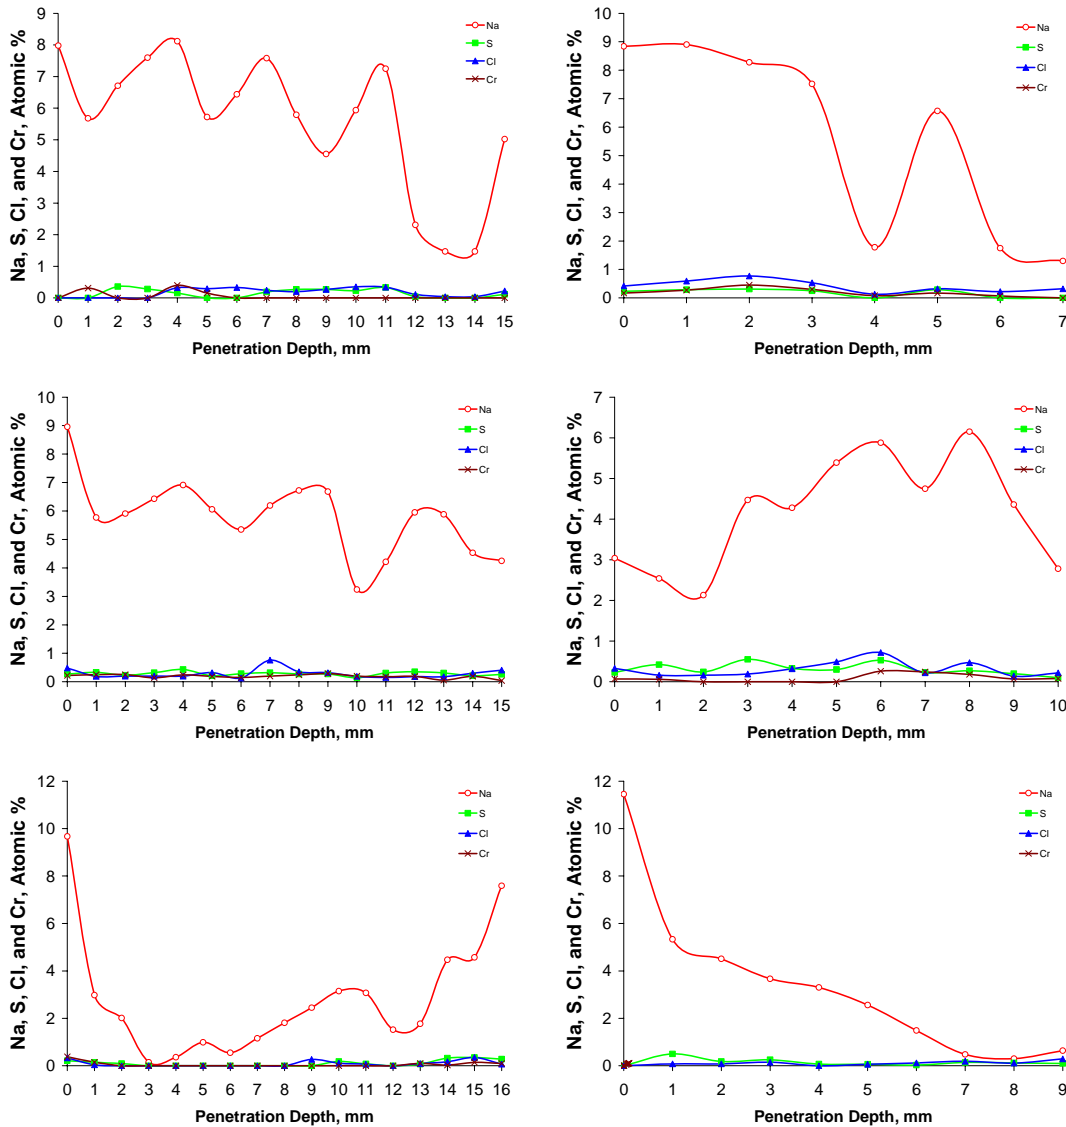 Na, S, Cl, and Cr, Atomic %
9
8
7
6
5
4
3
2
1
0
0 1 2 3 4 5 6 7 8 9 10 11 12 13 14 15
Penetration Depth, mm
Na
S
Cl
Cr
Na, S, Cl, and Cr, Atomic %
10
9
8
7
6
5
4
3
2
1
0
0 1 2 3 4 5 6 7
Penetration Depth, mm
Na
S
Cl
Cr
Na, S, Cl, and Cr, Atomic %
10
9
8
7
6
5
4
3
2
1
0
0 1 2 3 4 5 6 7 8 9 10 11 12 13 14 15
Penetration Depth, mm
Na
S
Cl
Cr
Na, S, Cl, and Cr, Atomic %
7
6
5
4
3
2
1
0
0 1 2 3 4 5 6 7 8 9 10
Penetration Depth, mm
Na
S
Cl
Cr
Na, S, Cl, and Cr, Atomic %
12
10
8
6
4
2
0
0 1 2 3 4 5 6 7 8 9 10 11 12 13 14 15 16
Penetration Depth, mm
Na
S
Cl
Cr
Na, S, Cl, and Cr, Atomic %
12
10
8
6
4
2
0
0 1 2 3 4 5 6 7 8 9
Penetration Depth, mm
Na
S
Cl
Cr